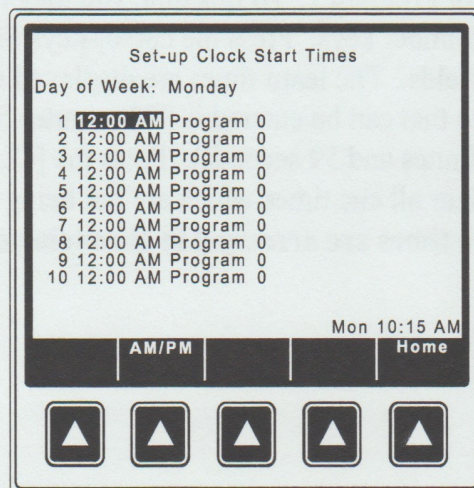 Set-up Clock Start Times
Day of Week: Monday
1 12:00 AM Program 0
2 12:00 AM Program 0
3 12:00 AM Program 0
4 12:00 AM Program 0
5 12:00 AM Program 0
6 12:00 AM Program 0
7 12:00 AM Program 0
8 12:00 AM Program 0
9 12:00 AM Program 0
10 12:00 AM Program 0
Mon 10:15 AM
AM/PM Home